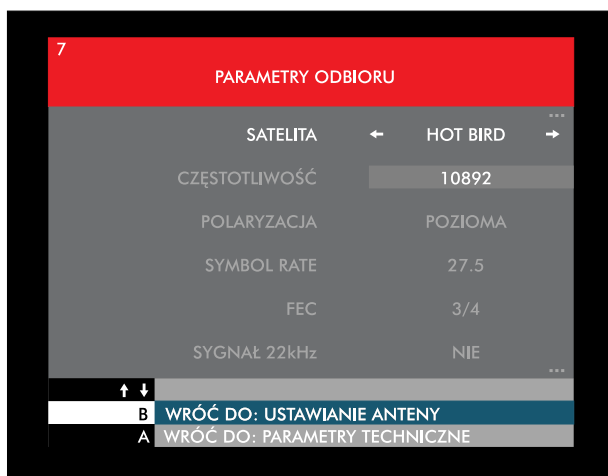 7
PARAMETRY ODBIORU
...
SATELITA ← HOT BIRD →
CZĘSTOTLIWOŚĆ 10892
POLARYZACJA POZIOMA
SYMBOL RATE 27.5
FEC 3/4
SYGNAŁ 22kHz NIE
...
↑ ↓
B WRÓĆ DO: USTAWIANIE ANTENY
A WRÓĆ DO: PARAMETRY TECHNICZNE